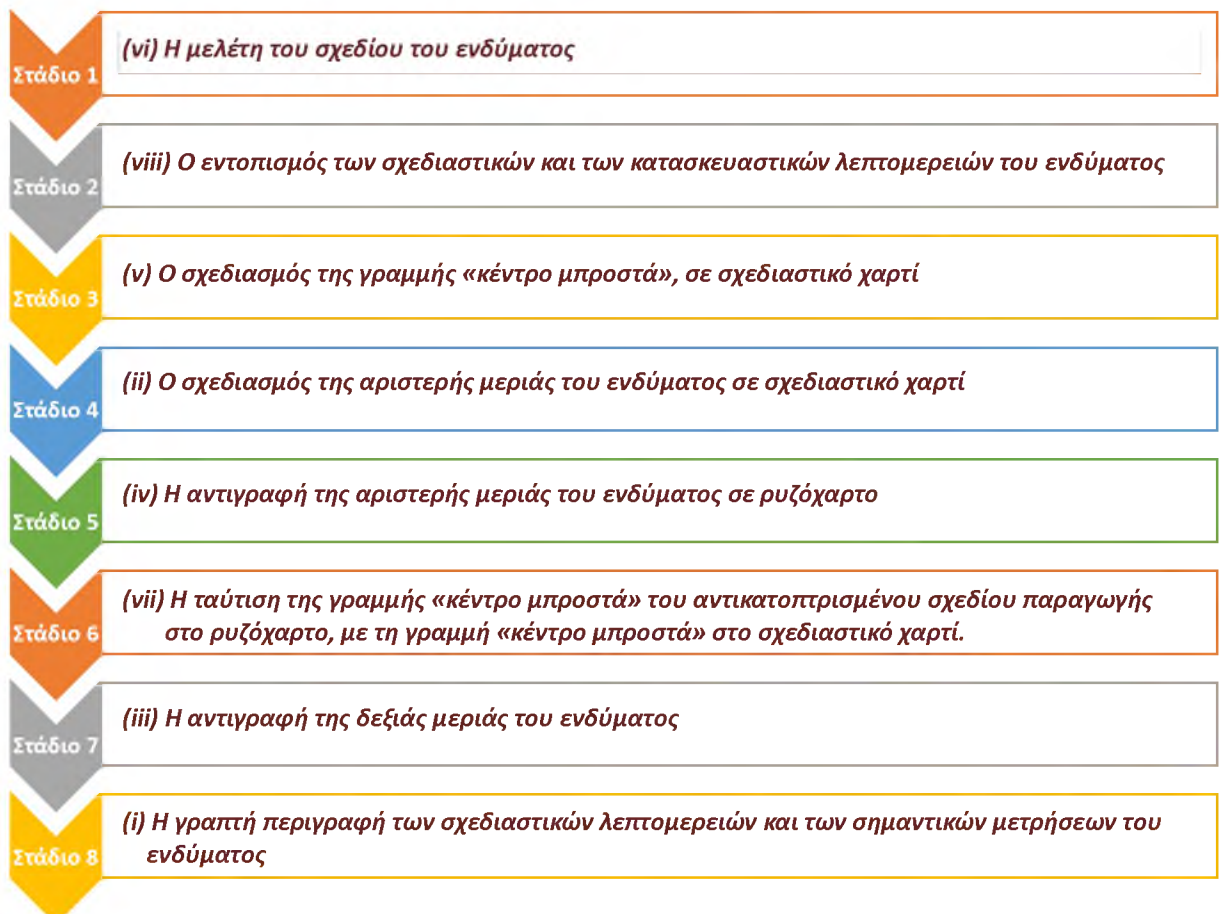 Στάδιο 1
(vi) Η μελέτη του σχεδίου του ενδύματος
Στάδιο 2
(viii) Ο εντοπισμός των σχεδιαστικών και των κατασκευαστικών λεπτομερειών του ενδύματος
Στάδιο 3
(v) Ο σχεδιασμός της γραμμής «κέντρο μπροστά», σε σχεδιαστικό χαρτί
Στάδιο 4
(ii) Ο σχεδιασμός της αριστερής μεριάς του ενδύματος σε σχεδιαστικό χαρτί
Στάδιο 5
(iv) Η αντιγραφή της αριστερής μεριάς του ενδύματος σε ρυζόχαρτο
Στάδιο 6
(vii) Η ταύτιση της γραμμής «κέντρο μπροστά» του αντικατοπτρισμένου σχεδίου παραγωγής
στο ρυζόχαρτο, με τη γραμμή «κέντρο μπροστά» στο σχεδιαστικό χαρτί.
Στάδιο 7
(iii) Η αντιγραφή της δεξιάς μεριάς του ενδύματος
Στάδιο 8
(i) Η γραπτή περιγραφή των σχεδιαστικών λεπτομερειών και των σημαντικών μετρήσεων του
ενδύματος